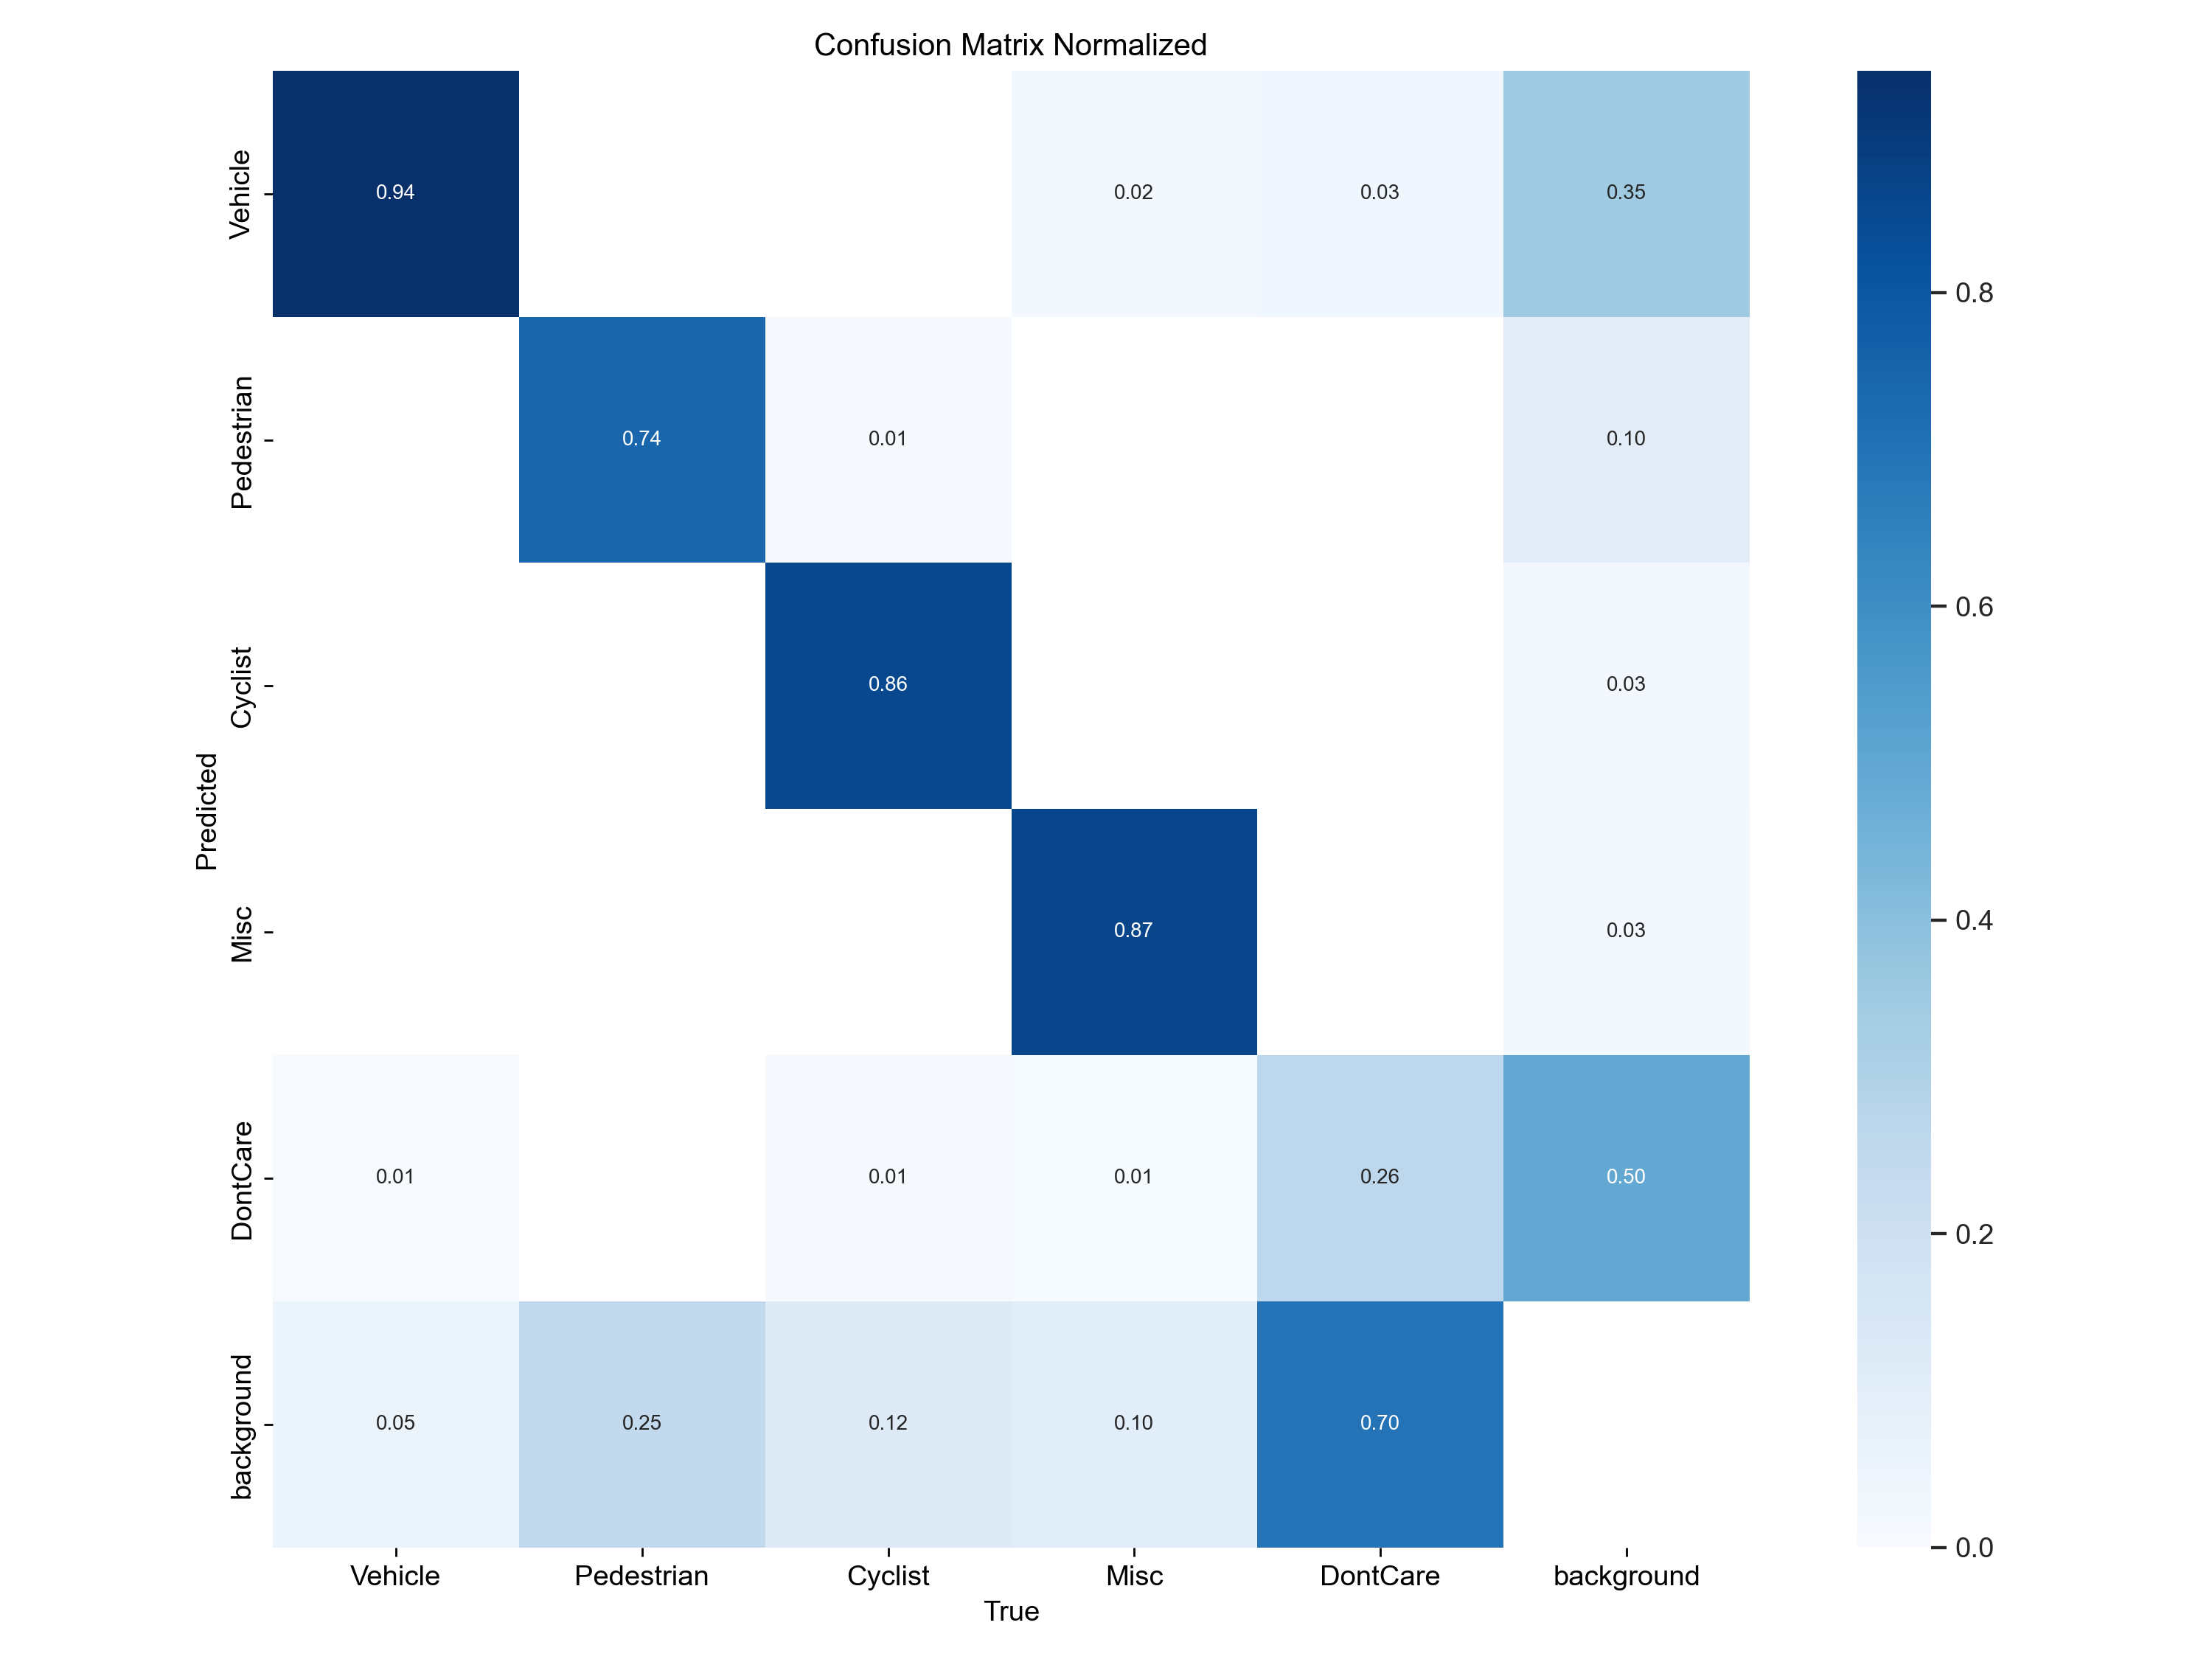 Confusion Matrix Normalized
Predicted
Vehicle
0.94
0.02
0.03
0.35
Pedestrian
0.74
0.01
0.10
Cyclist
0.86
0.03
Misc
0.87
0.03
DontCare
0.01
0.01
0.01
0.26
0.50
background
0.05
0.25
0.12
0.10
0.70
Vehicle
Pedestrian
Cyclist
Misc
DontCare
background
True
0.8
0.6
0.4
0.2
0.0